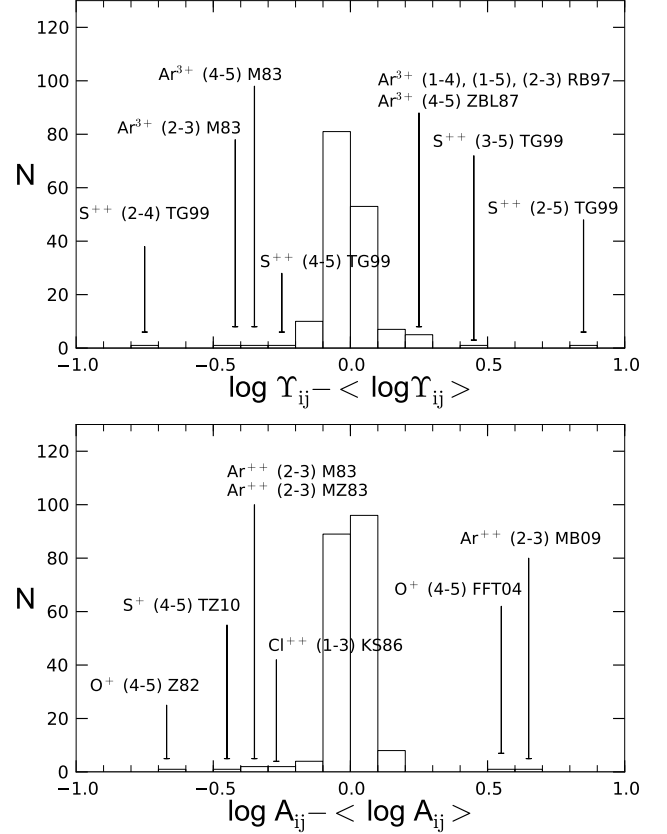 120
100
80
60
40
20
0
N
Ar³⁺ (4-5) M83
Ar³⁺ (1-4), (1-5), (2-3) RB97
Ar³⁺ (4-5) ZBL87
Ar³⁺ (2-3) M83
S⁺⁺ (3-5) TG99
S⁺⁺ (2-4) TG99
S⁺⁺ (2-5) TG99
S⁺⁺ (4-5) TG99
−1.0 −0.5 0.0 0.5 1.0
log ϒij− < logϒij >
120
100
80
60
40
20
0
N
Ar⁺⁺ (2-3) M83
Ar⁺⁺ (2-3) MZ83
Ar⁺⁺ (2-3) MB09
O⁺ (4-5) FFT04
S⁺ (4-5) TZ10
Cl⁺⁺ (1-3) KS86
O⁺ (4-5) Z82
−1.0 −0.5 0.0 0.5 1.0
log Aij− < log Aij >